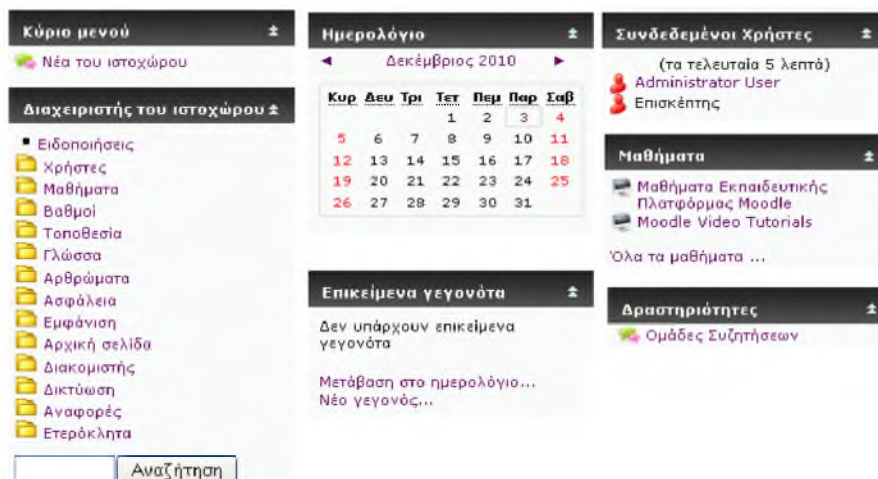 Κύριο μενού
Νέα του ιστοχώρου
Διαχειριστής του ιστοχώρου
Ειδοποιήσεις
Χρήστες
Μαθήματα
Βαθμοί
Τοποθεσία
Γλώσσα
Αρθρώματα
Ασφάλεια
Εμφάνιση
Αρχική σελίδα
Διακομιστής
Δικτύωση
Αναφορές
Ετερόκλητα
Αναζήτηση
Ημερολόγιο
◄ Δεκέμβριος 2010 ►
Κυρ Δευ Τρι Τετ Πεμ Παρ Σαβ
1 2 3 4
5 6 7 8 9 10 11
12 13 14 15 16 17 18
19 20 21 22 23 24 25
26 27 28 29 30 31
Επικείμενα γεγονότα
Δεν υπάρχουν επικείμενα
γεγονότα
Μετάβαση στο ημερολόγιο...
Νέο γεγονός...
Συνδεδεμένοι Χρήστες
(τα τελευταία 5 λεπτά)
Administrator User
Επισκέπτης
Μαθήματα
Μαθήματα Εκπαιδευτικής
Πλατφόρμας Moodle
Moodle Video Tutorials
Όλα τα μαθήματα ...
Δραστηριότητες
Ομάδες Συζητήσεων